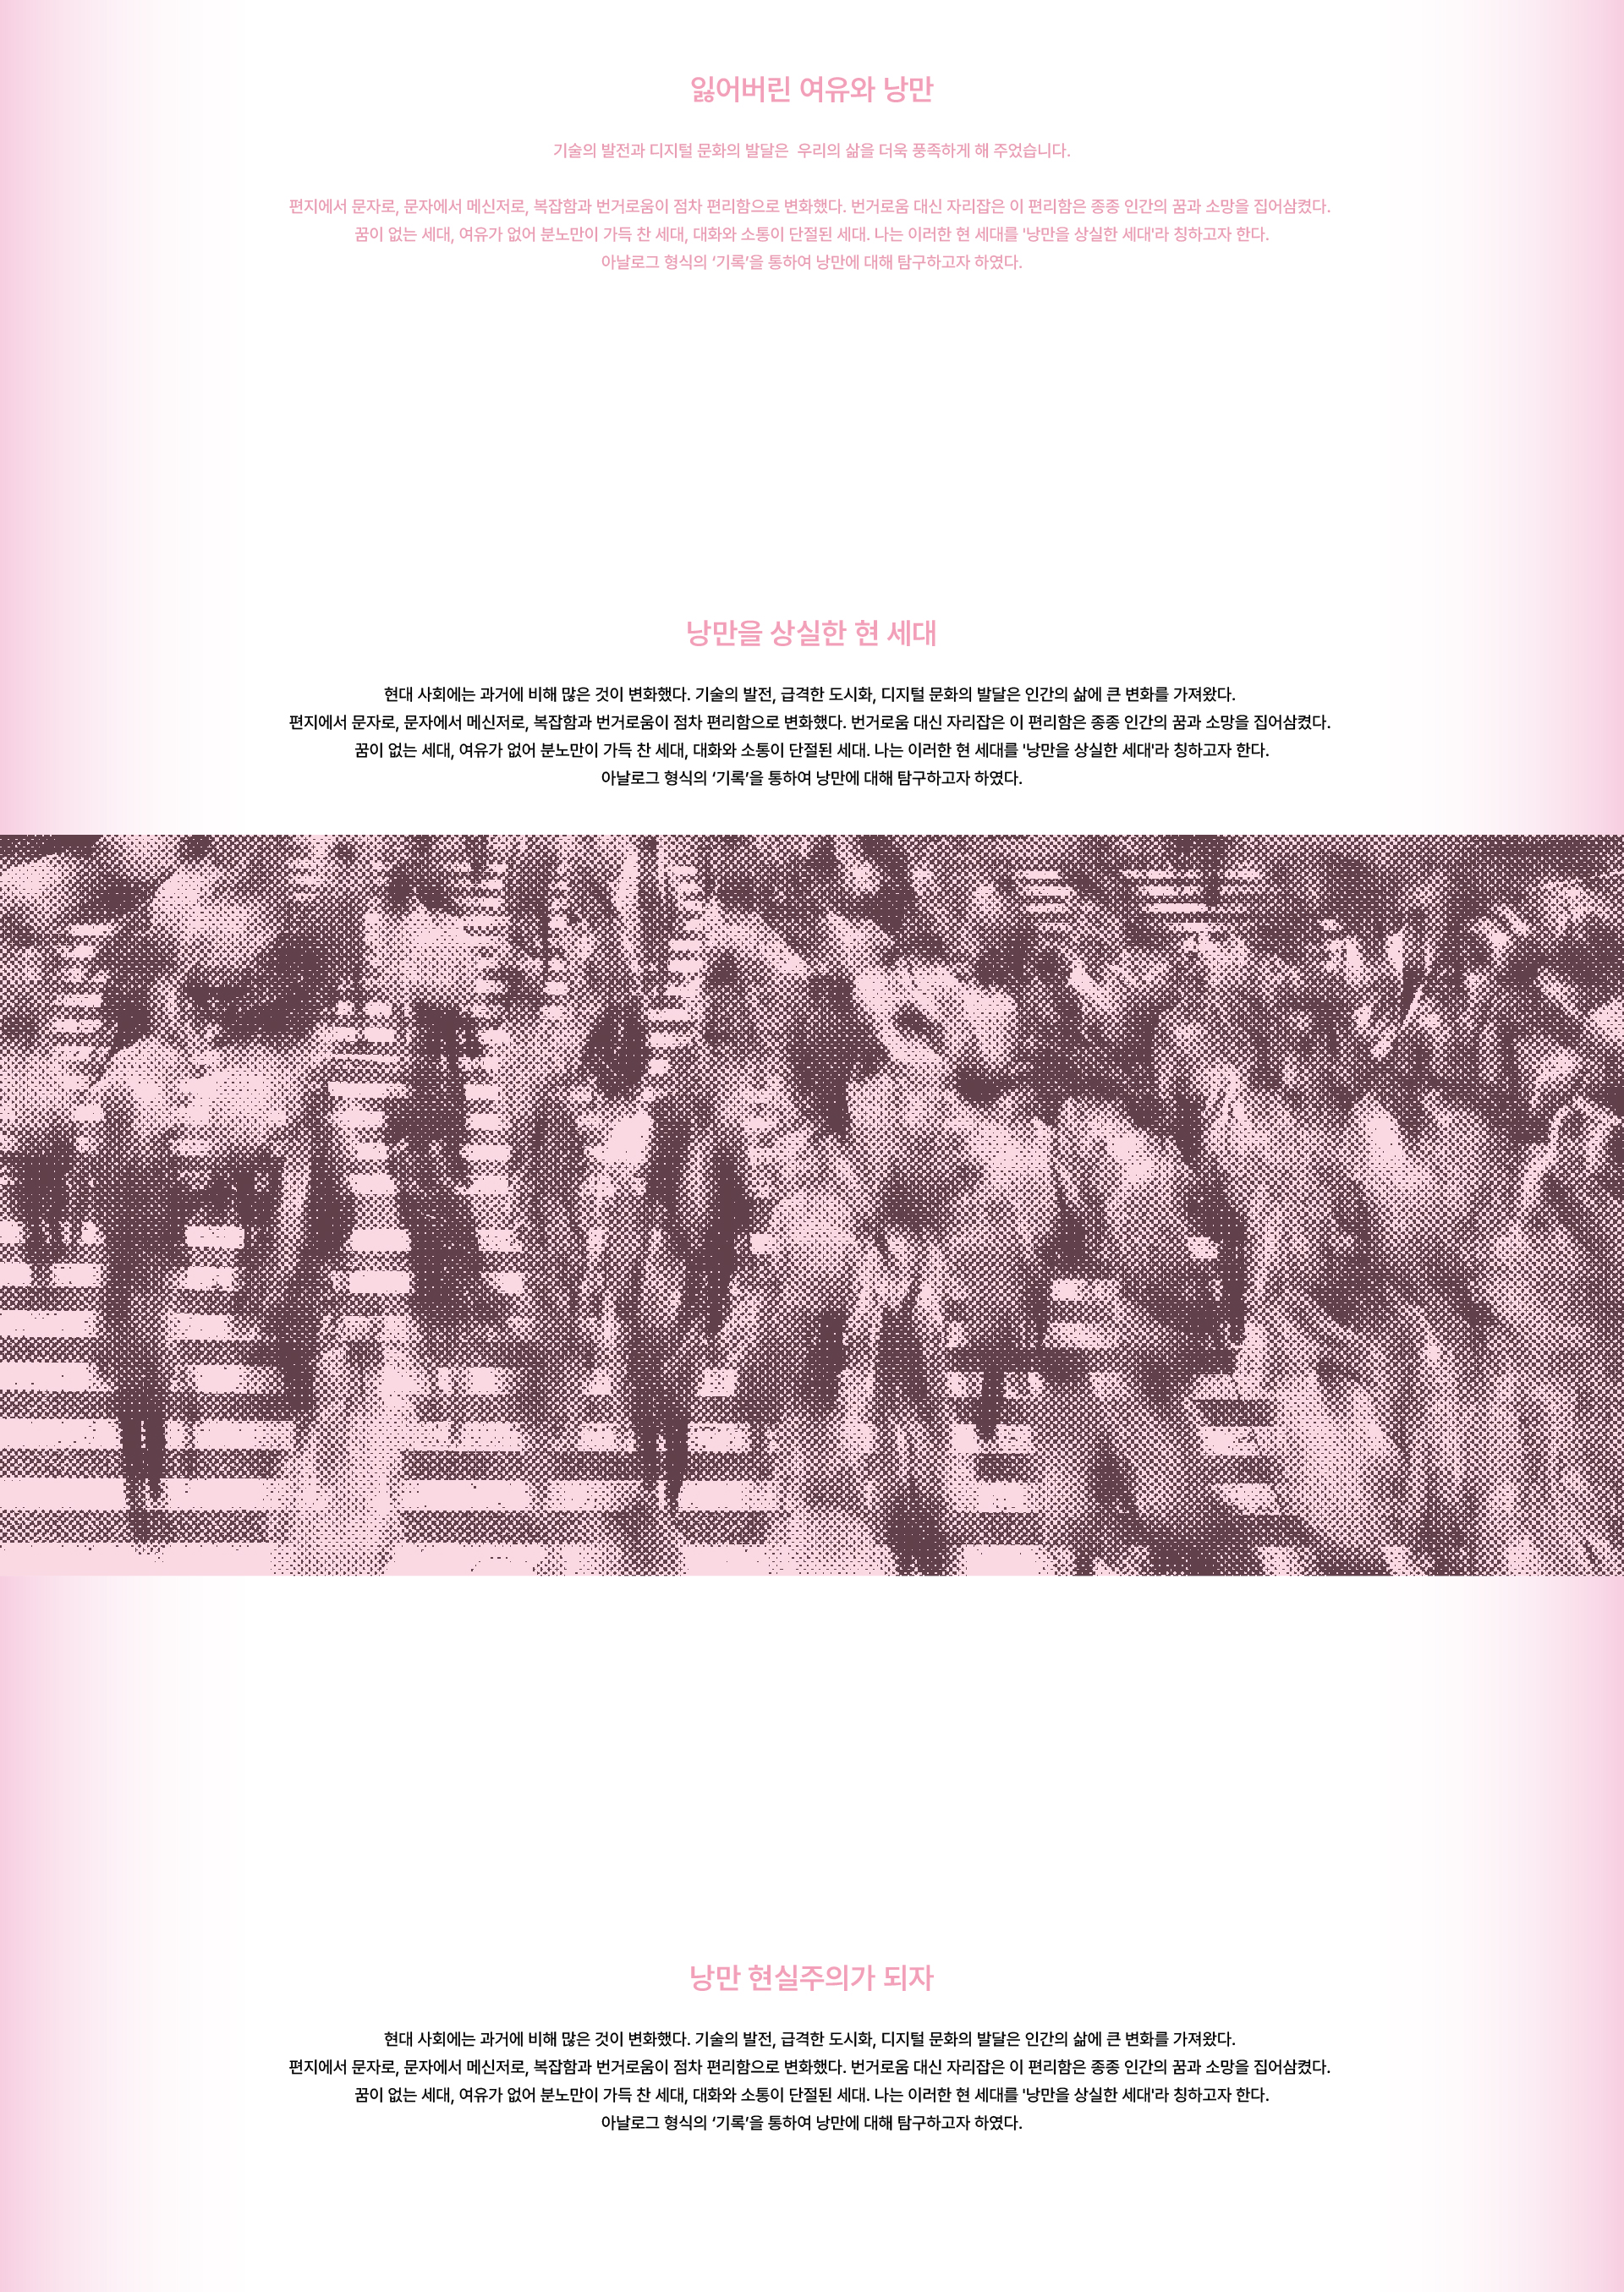 잃어버린 여유와 낭만
기술의 발전과 디지털 문화의 발달은  우리의 삶을 더욱 풍족하게 해 주었습니다.
편지에서 문자로, 문자에서 메신저로, 복잡함과 번거로움이 점차 편리함으로 변화했다. 번거로움 대신 자리잡은 이 편리함은 종종 인간의 꿈과 소망을 집어삼켰다.
꿈이 없는 세대, 여유가 없어 분노만이 가득 찬 세대, 대화와 소통이 단절된 세대. 나는 이러한 현 세대를 '낭만을 상실한 세대'라 칭하고자 한다.
아날로그 형식의 ‘기록’을 통하여 낭만에 대해 탐구하고자 하였다.
낭만을 상실한 현 세대
현대 사회에는 과거에 비해 많은 것이 변화했다. 기술의 발전, 급격한 도시화, 디지털 문화의 발달은 인간의 삶에 큰 변화를 가져왔다.
편지에서 문자로, 문자에서 메신저로, 복잡함과 번거로움이 점차 편리함으로 변화했다. 번거로움 대신 자리잡은 이 편리함은 종종 인간의 꿈과 소망을 집어삼켰다.
꿈이 없는 세대, 여유가 없어 분노만이 가득 찬 세대, 대화와 소통이 단절된 세대. 나는 이러한 현 세대를 '낭만을 상실한 세대'라 칭하고자 한다.
아날로그 형식의 ‘기록’을 통하여 낭만에 대해 탐구하고자 하였다.
낭만 현실주의가 되자
현대 사회에는 과거에 비해 많은 것이 변화했다. 기술의 발전, 급격한 도시화, 디지털 문화의 발달은 인간의 삶에 큰 변화를 가져왔다.
편지에서 문자로, 문자에서 메신저로, 복잡함과 번거로움이 점차 편리함으로 변화했다. 번거로움 대신 자리잡은 이 편리함은 종종 인간의 꿈과 소망을 집어삼켰다.
꿈이 없는 세대, 여유가 없어 분노만이 가득 찬 세대, 대화와 소통이 단절된 세대. 나는 이러한 현 세대를 '낭만을 상실한 세대'라 칭하고자 한다.
아날로그 형식의 ‘기록’을 통하여 낭만에 대해 탐구하고자 하였다.